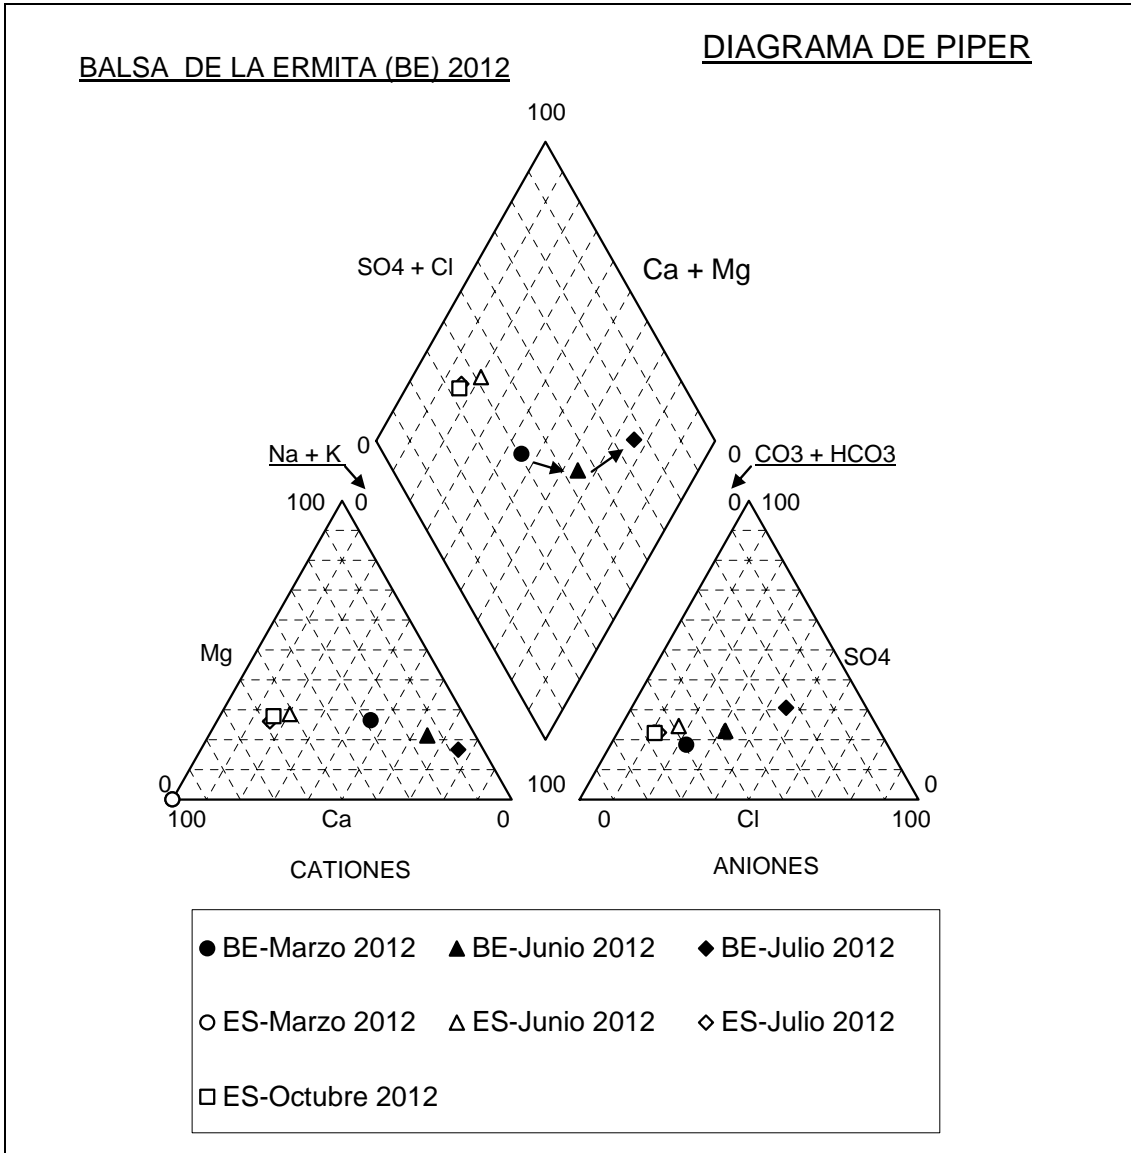 DIAGRAMA DE PIPER
BALSA DE LA ERMITA (BE) 2012
100
SO4 + Cl
Ca + Mg
0
0
Na + K
CO3 + HCO3
100
0
0
100
Mg
SO4
0
100
0
100
Ca
0
0
Cl
100
CATIONES
ANIONES
BE-Marzo 2012
BE-Junio 2012
BE-Julio 2012
ES-Marzo 2012
ES-Junio 2012
ES-Julio 2012
ES-Octubre 2012